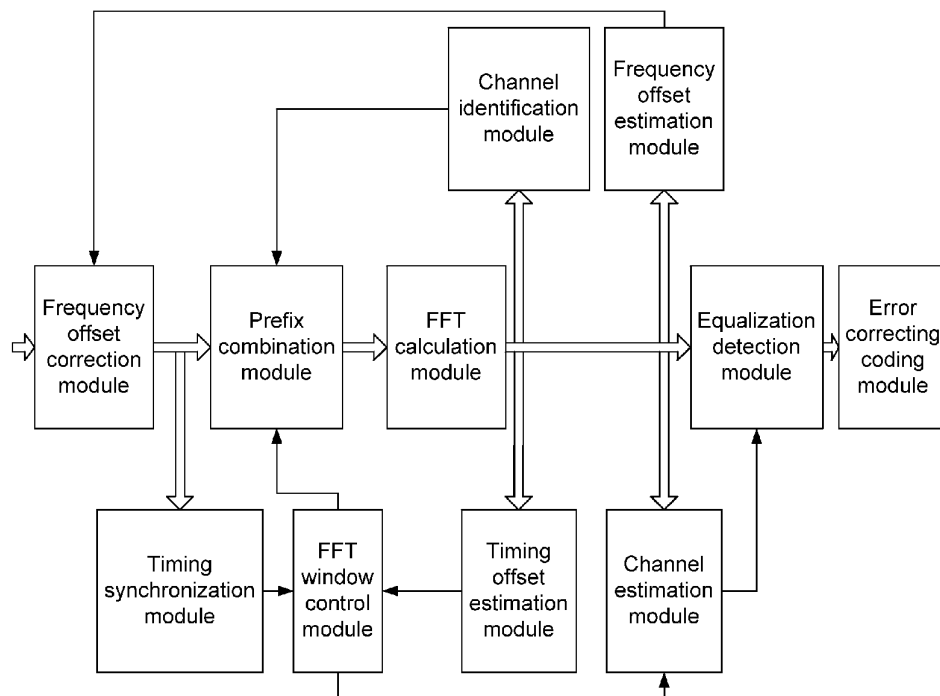 Channel
identification
module
Frequency
offset
estimation
module
Frequency
offset
correction
module
Prefix
combination
module
FFT
calculation
module
Equalization
detection
module
Error
correcting
coding
module
Timing
synchronization
module
FFT
window
control
module
Timing
offset
estimation
module
Channel
estimation
module